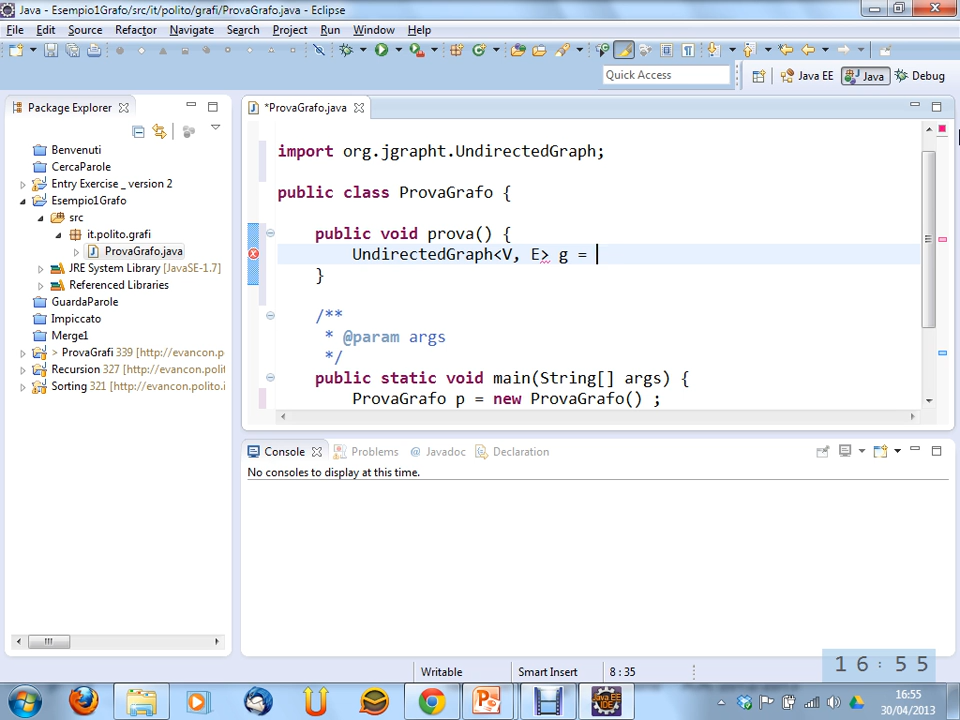 Java - Esempio1Grafo/src/it/polito/grafi/ProvaGrafo.java - Eclipse
File Edit Source Refactor Navigate Search Project Run Window Help
Quick Access
Java EE Java Debug
Package Explorer
*ProvaGrafo.java
Benvenuti
CercaParole
Entry Exercise _ version 2
Esempio1Grafo
src
it.polito.grafi
ProvaGrafo.java
JRE System Library [JavaSE-1.7]
Referenced Libraries
GuardaParole
Impiccato
Merge1
> ProvaGrafi 339 [http://evancon.p
Recursion 327 [http://evancon.polit
Sorting 321 [http://evancon.polito.i
import org.jgrapht.UndirectedGraph;
public class ProvaGrafo {
public void prova() {
UndirectedGraph<V, E> g =
}
/**
* @param args
*/
public static void main(String[] args) {
ProvaGrafo p = new ProvaGrafo() ;
Console Problems @ Javadoc Declaration
No consoles to display at this time.
Writable Smart Insert 8 : 35
16:55
16:55
30/04/2013